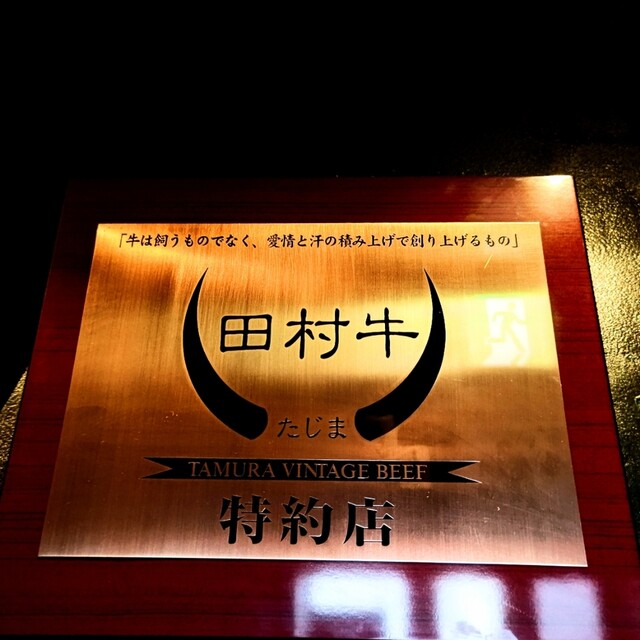 「牛は飼うものでなく、愛情と汗の積み上げで創り上げるもの」
田村牛
たじま
TAMURA VINTAGE BEEF
特約店